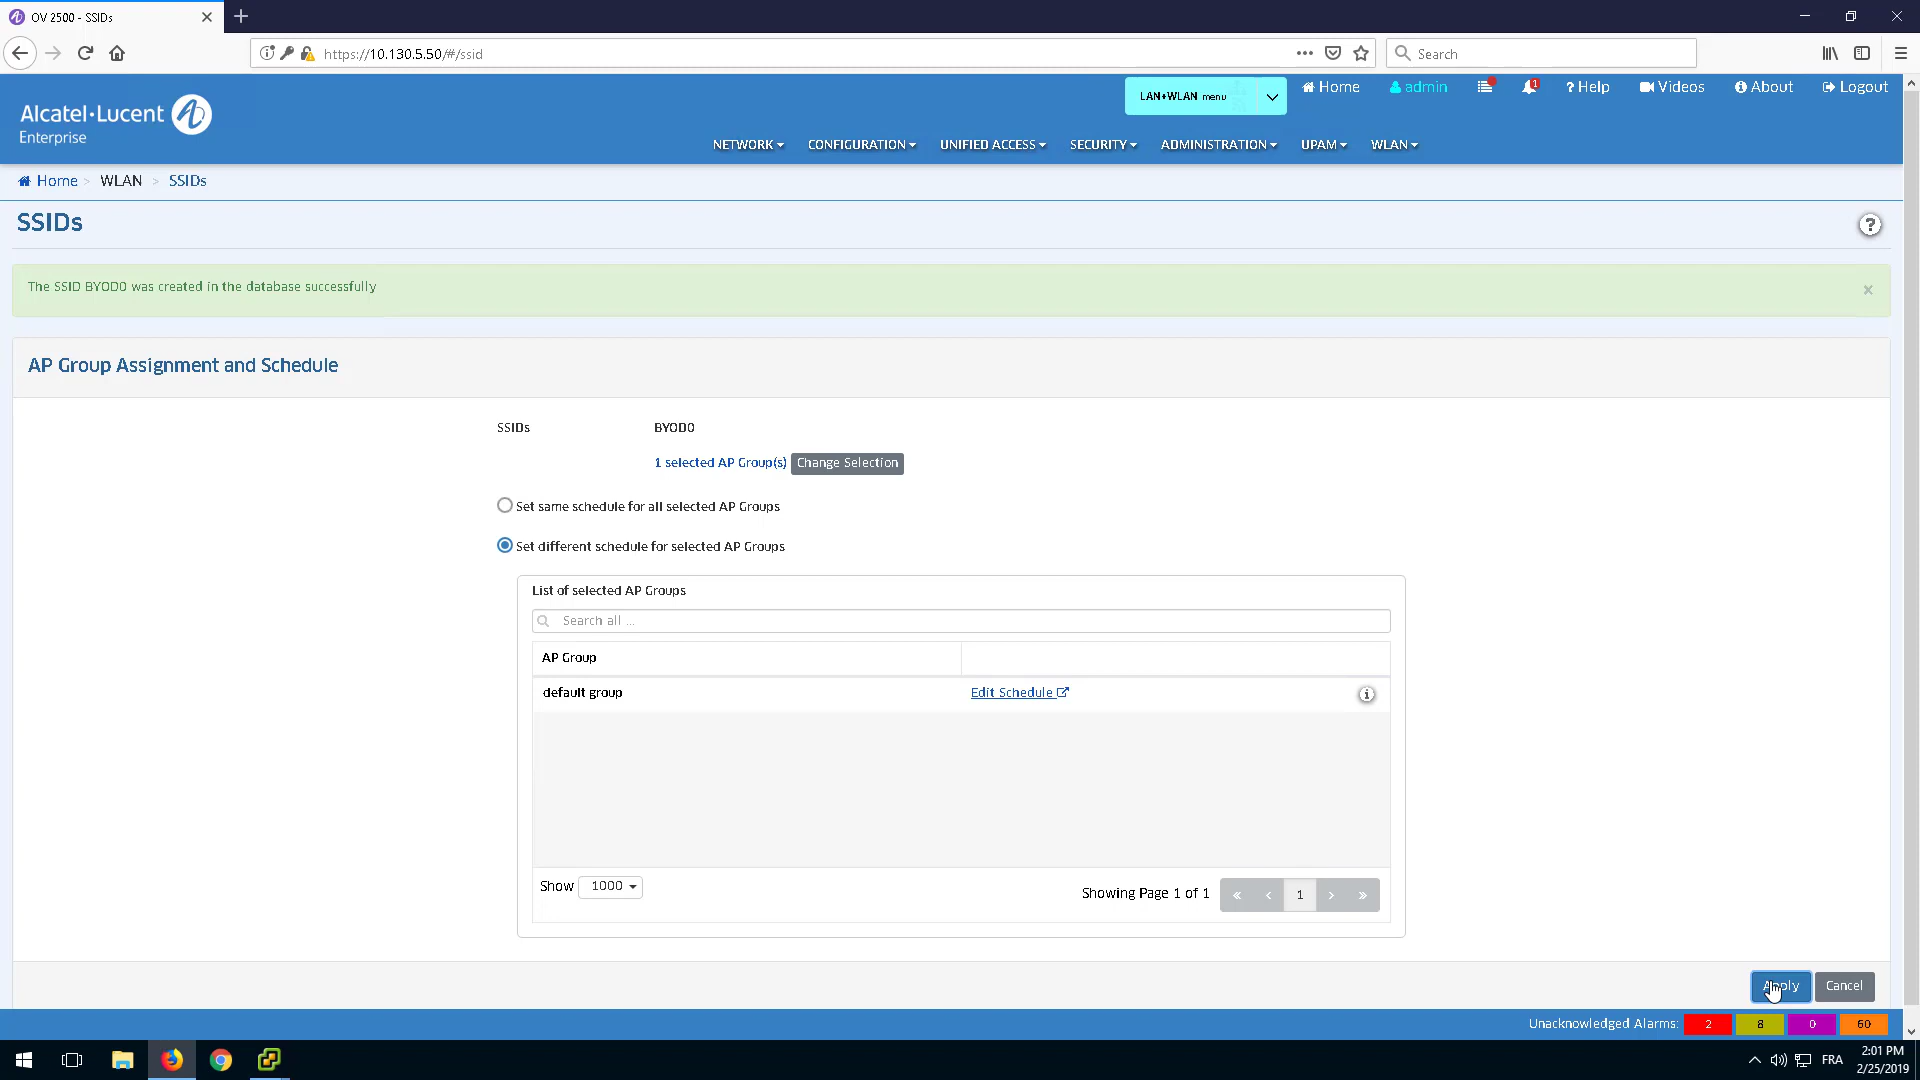 OV 2500 - SSIDs
https://10.130.5.50/#/ssid
Search
Alcatel·Lucent
Enterprise
LAN+WLAN menu
Home
admin
1
? Help
Videos
About
Logout
NETWORK
CONFIGURATION
UNIFIED ACCESS
SECURITY
ADMINISTRATION
UPAM
WLAN
Home > WLAN > SSIDs
SSIDs
?
The SSID BYOD0 was created in the database successfully
×
AP Group Assignment and Schedule
SSIDs
BYOD0
1 selected AP Group(s)
Change Selection
Set same schedule for all selected AP Groups
Set different schedule for selected AP Groups
List of selected AP Groups
Search all ...
AP Group
default group
Edit Schedule
Show
1000
Showing Page 1 of 1
« ‹ 1 › »
Apply
Cancel
Unacknowledged Alarms:
2
8
0
60
FRA
2:01 PM
2/25/2019